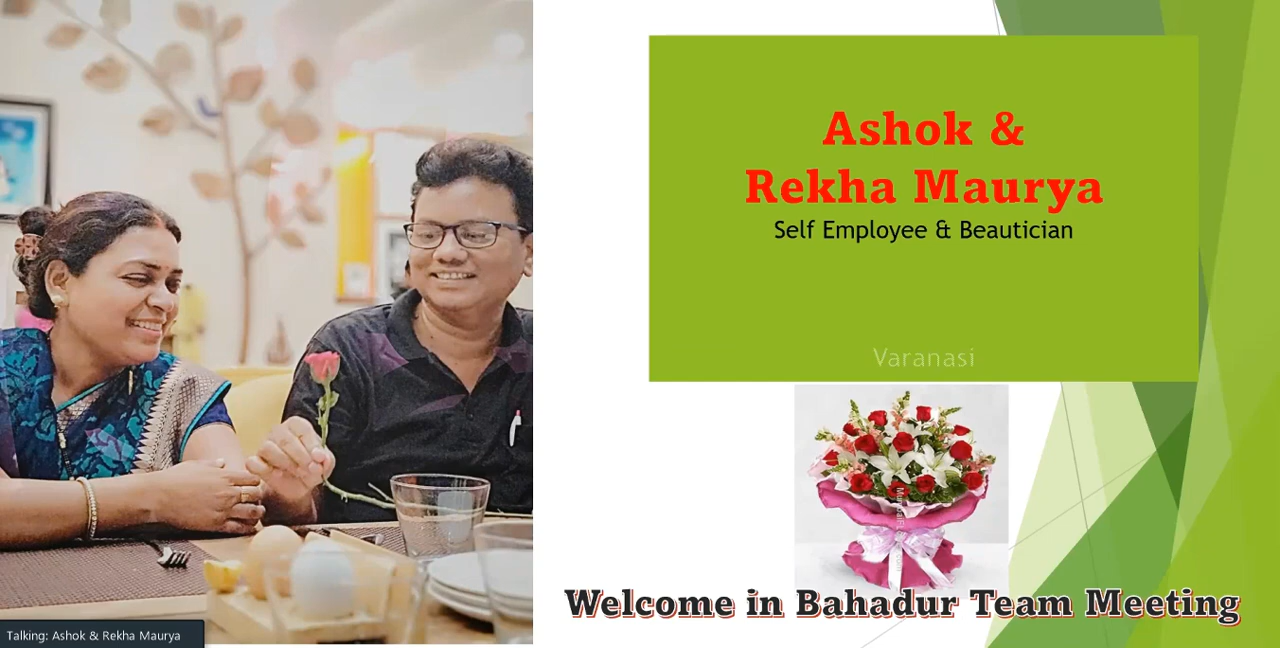 Ashok &
Rekha Maurya
Self Employee & Beautician
Varanasi
Welcome in Bahadur Team Meeting
Talking: Ashok & Rekha Maurya